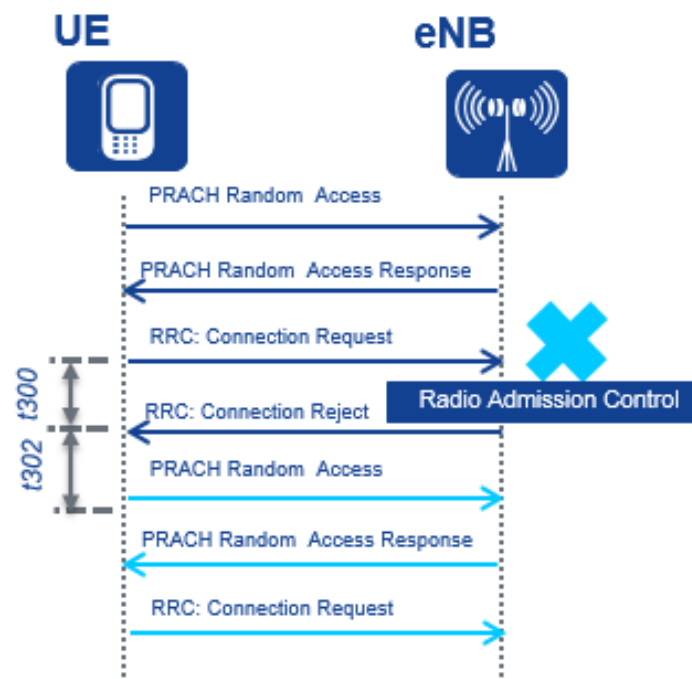 UE
eNB
PRACH Random Access
PRACH Random Access Response
RRC: Connection Request
t300
Radio Admission Control
RRC: Connection Reject
t302
PRACH Random Access
PRACH Random Access Response
RRC: Connection Request